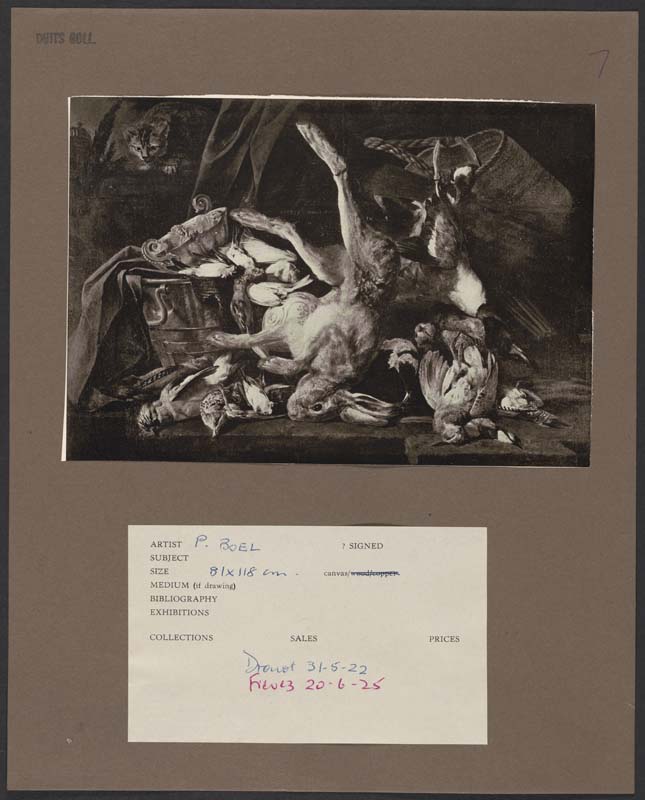 DUITS COLL.
7
ARTIST P. BOEL ? SIGNED
SUBJECT
SIZE 81 x 118 cm. canvas/wood/copper.
MEDIUM (if drawing)
BIBLIOGRAPHY
EXHIBITIONS
COLLECTIONS SALES PRICES
Drouot 31-5-22
Fievez 20-6-25